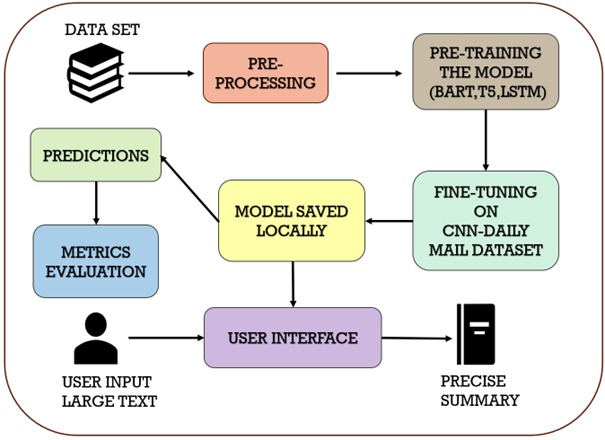 DATA SET
PRE-
PROCESSING
PRE-TRAINING
THE MODEL
(BART,T5,LSTM)
PREDICTIONS
MODEL SAVED
LOCALLY
FINE-TUNING
ON
CNN-DAILY
MAIL DATASET
METRICS
EVALUATION
USER INTERFACE
USER INPUT
LARGE TEXT
PRECISE
SUMMARY